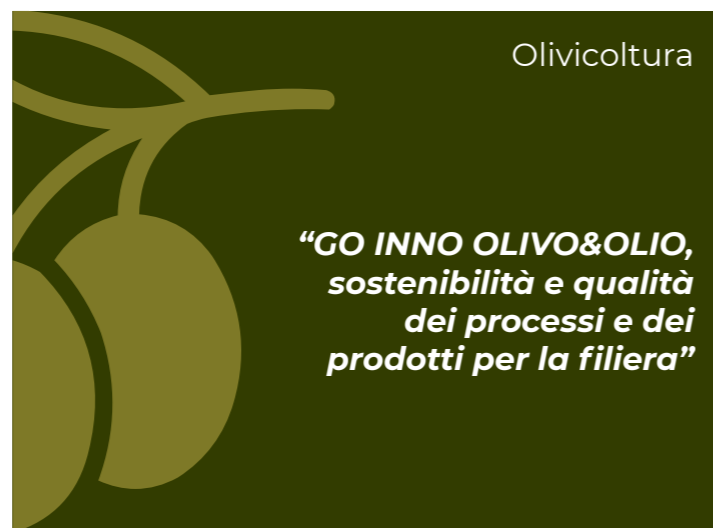 Olivicoltura
“GO INNO OLIVO&OLIO,
sostenibilità e qualità
dei processi e dei
prodotti per la filiera”